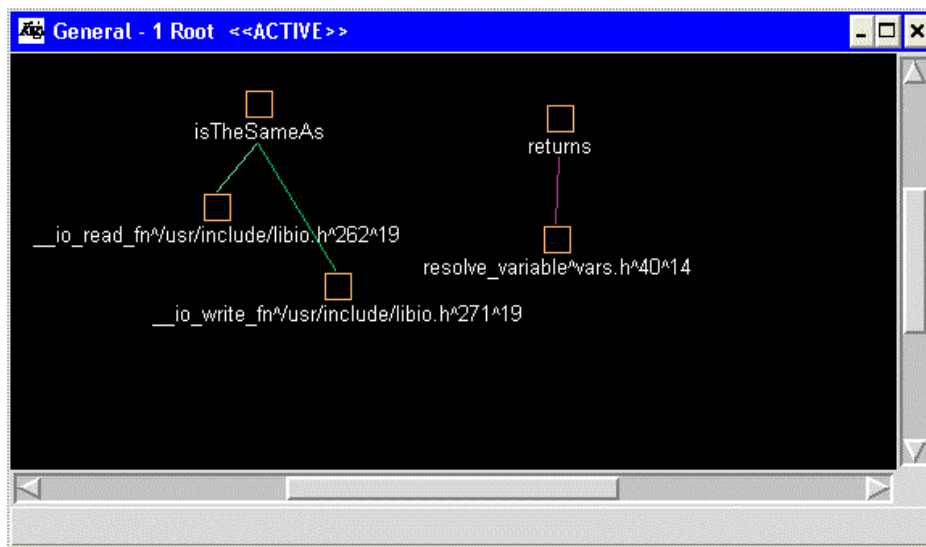 General - 1 Root <<ACTIVE>>
isTheSameAs
returns
__io_read_fn^/usr/include/libio.h^262^19
resolve_variable^vars.h^40^14
__io_write_fn^/usr/include/libio.h^271^19